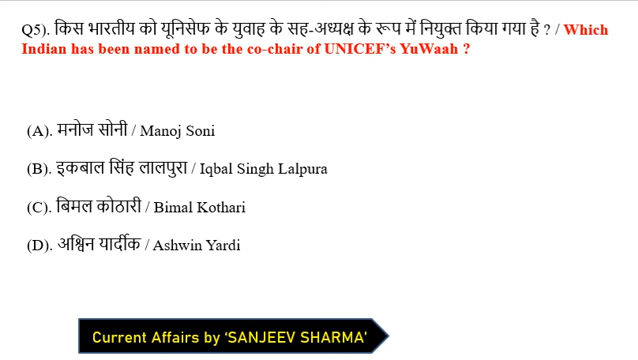 Q5). किस भारतीय को यूनिसेफ के युवाह के सह-अध्यक्ष के रूप में नियुक्त किया गया है ? / Which
Indian has been named to be the co-chair of UNICEF's YuWaah ?
(A). मनोज सोनी / Manoj Soni
(B). इकबाल सिंह लालपुरा / Iqbal Singh Lalpura
(C). बिमल कोठारी / Bimal Kothari
(D). अश्विन यार्दीक / Ashwin Yardi
Current Affairs by 'SANJEEV SHARMA'